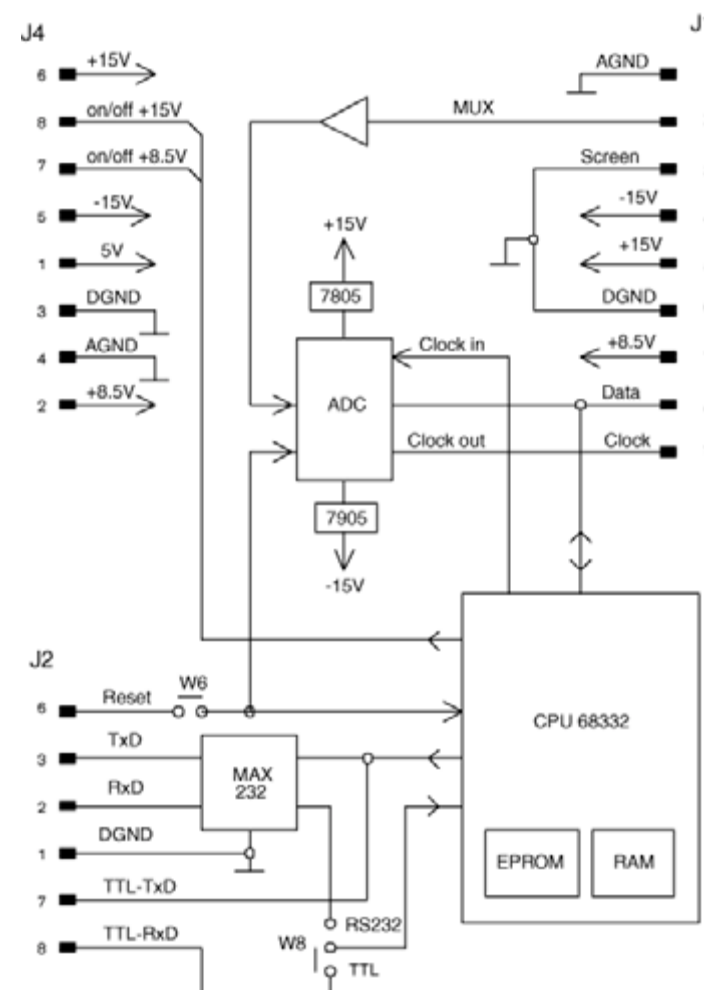 J4
J
6 +15V
8 on/off +15V
7 on/off +8.5V
5 -15V
1 5V
3 DGND
4 AGND
2 +8.5V
AGND
MUX
Screen
-15V
+15V
DGND
+8.5V
Data
Clock
+15V
7805
Clock in
ADC
Clock out
7905
-15V
J2
6 Reset W6
3 TxD
2 RxD
1 DGND
7 TTL-TxD
8 TTL-RxD
MAX
232
CPU 68332
EPROM
RAM
RS232
W8
TTL